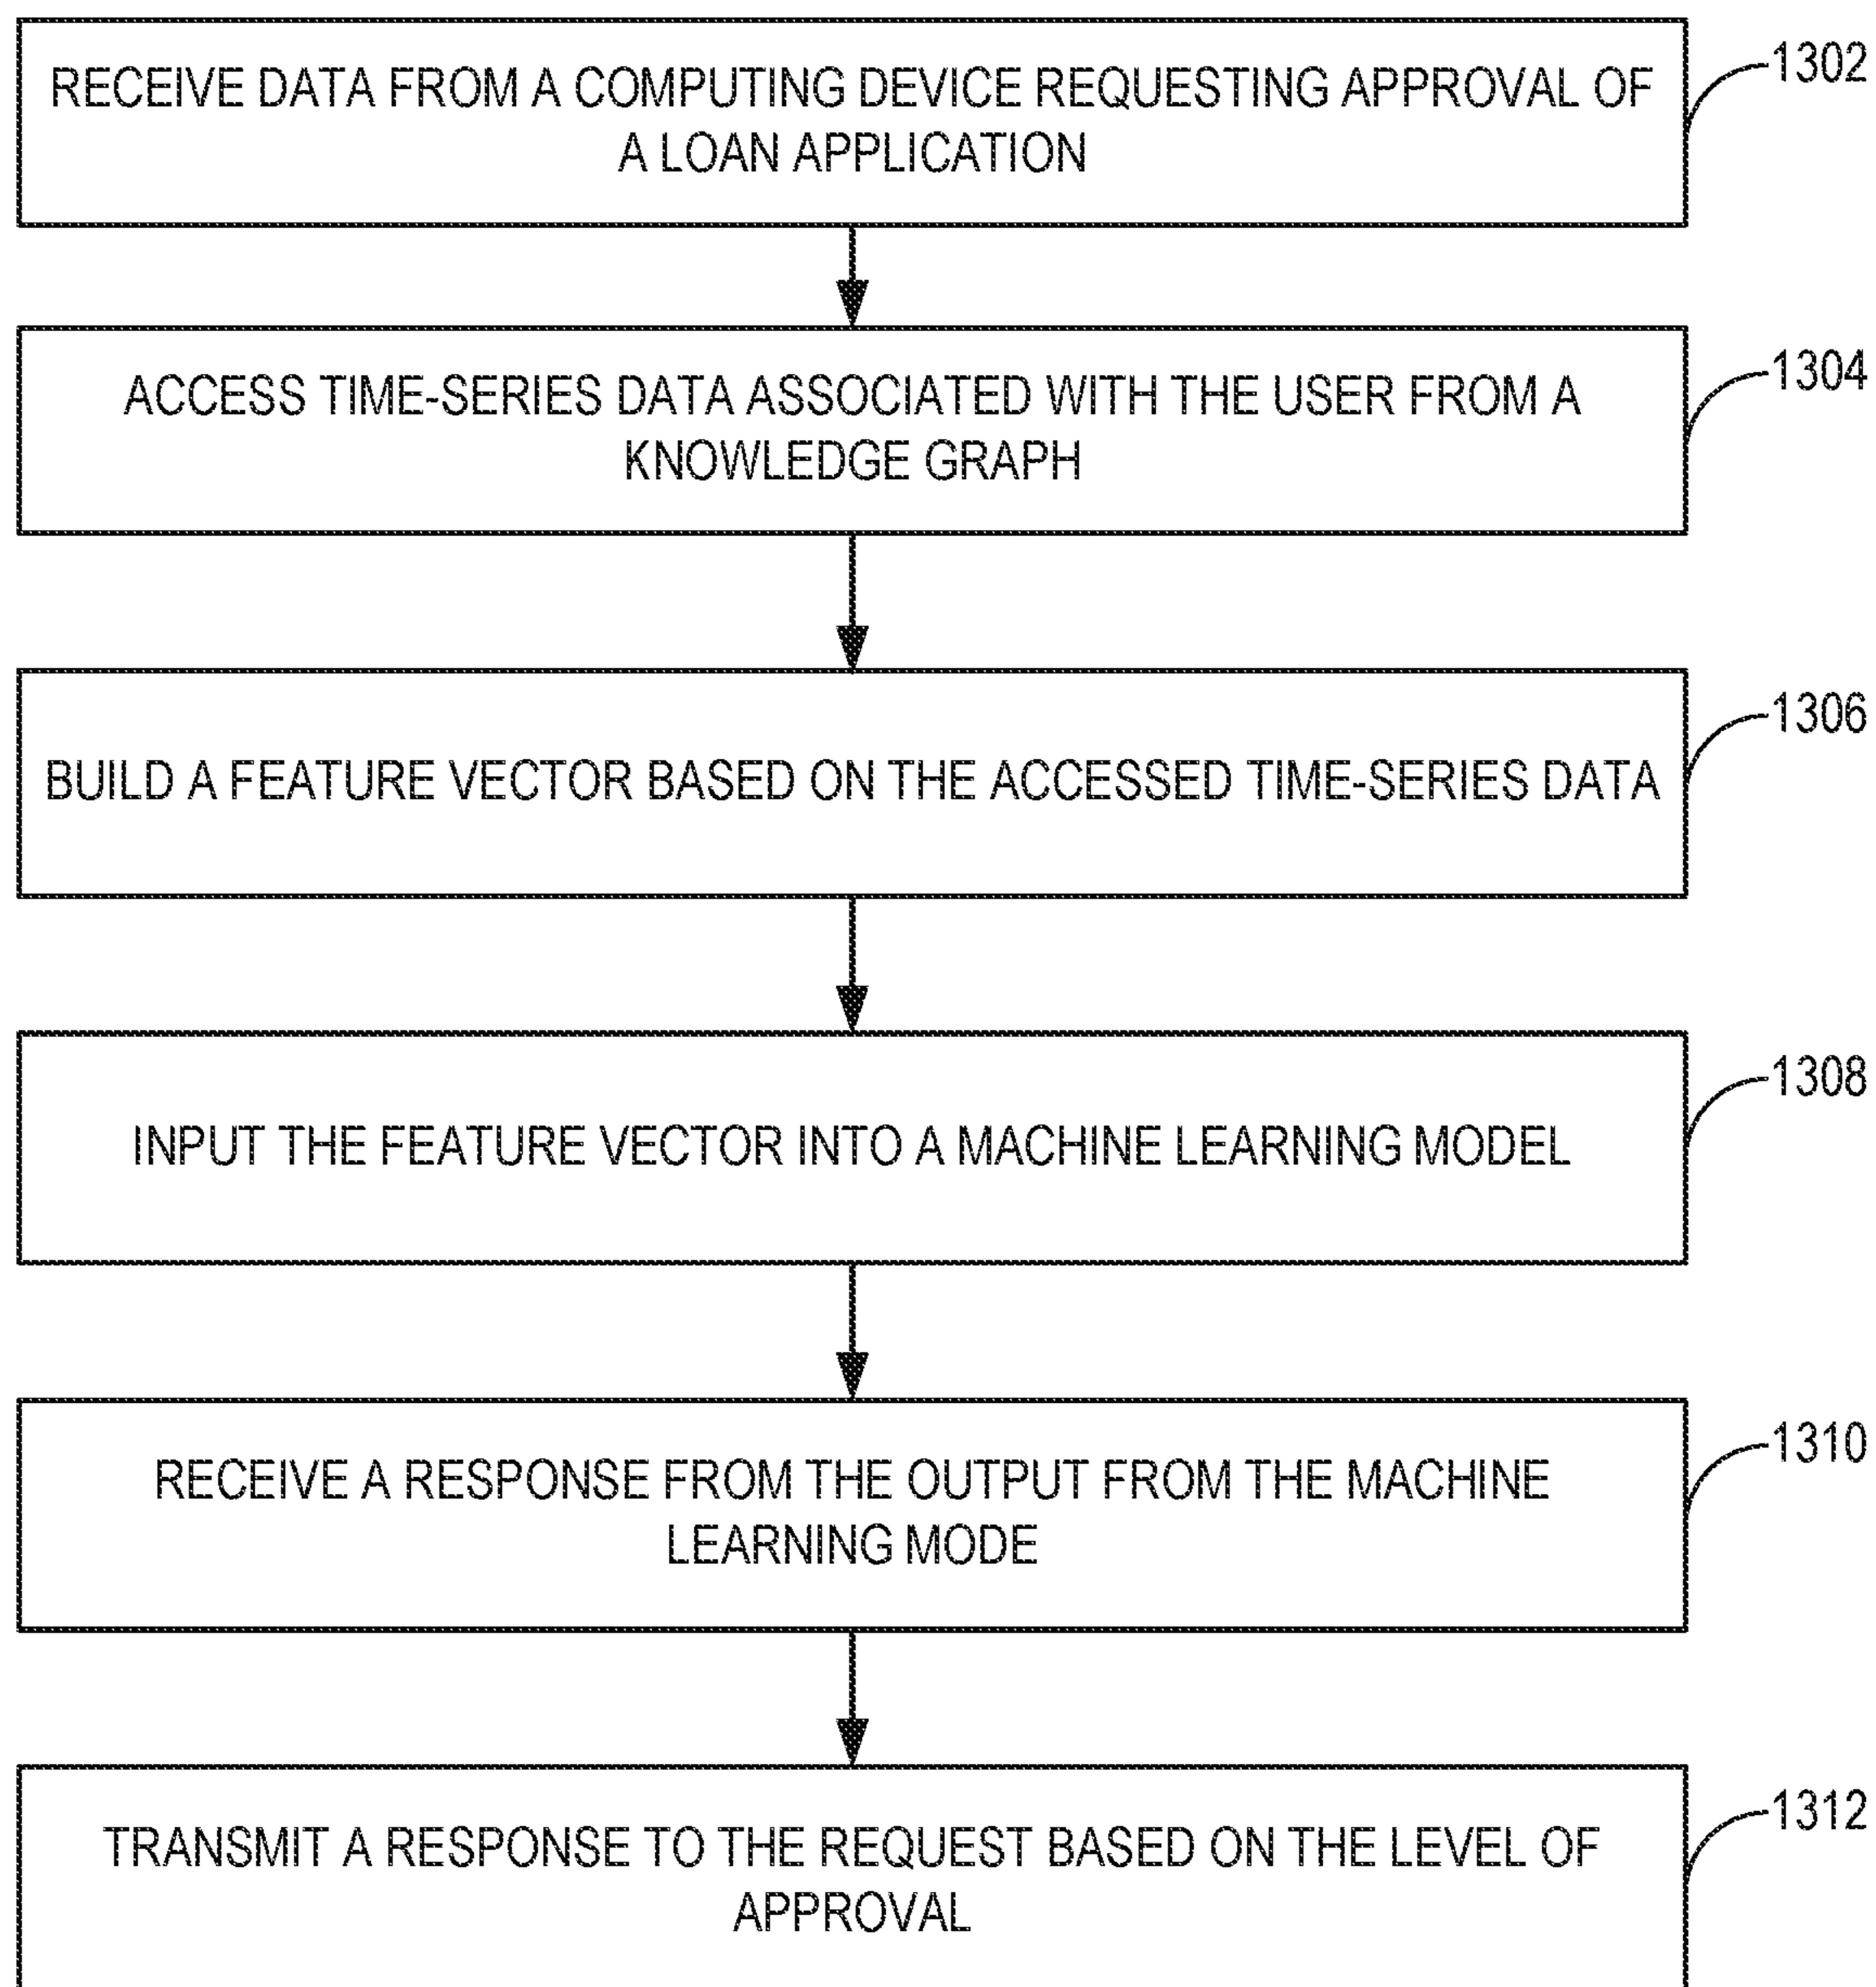 RECEIVE DATA FROM A COMPUTING DEVICE REQUESTING APPROVAL OF
A LOAN APPLICATION
1302
ACCESS TIME-SERIES DATA ASSOCIATED WITH THE USER FROM A
KNOWLEDGE GRAPH
1304
BUILD A FEATURE VECTOR BASED ON THE ACCESSED TIME-SERIES DATA
1306
INPUT THE FEATURE VECTOR INTO A MACHINE LEARNING MODEL
1308
RECEIVE A RESPONSE FROM THE OUTPUT FROM THE MACHINE
LEARNING MODE
1310
TRANSMIT A RESPONSE TO THE REQUEST BASED ON THE LEVEL OF
APPROVAL
1312